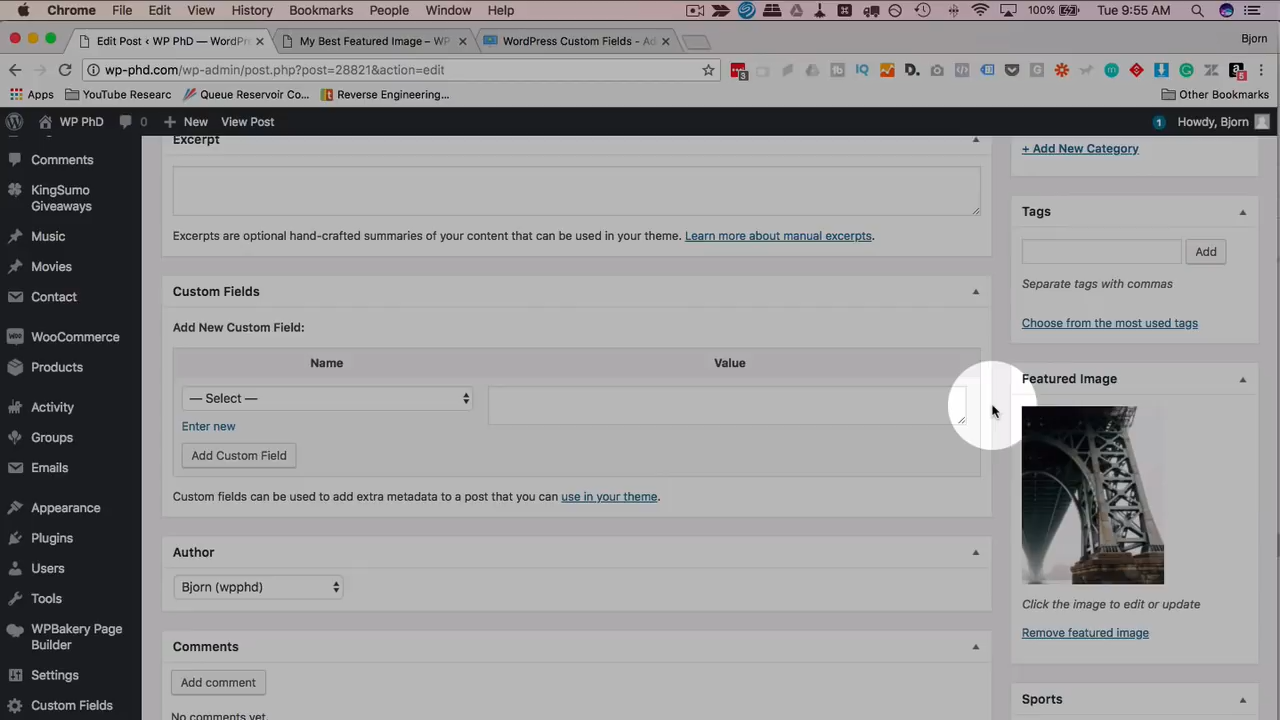 Chrome File Edit View History Bookmarks People Window Help 100% Tue 9:55 AM
Edit Post ‹ WP PhD — WordPr
My Best Featured Image – WP
WordPress Custom Fields - Ad
Bjorn
wp-phd.com/wp-admin/post.php?post=28821&action=edit
Apps YouTube Researc Queue Reservoir Co... Reverse Engineering... Other Bookmarks
WP PhD 0 New View Post 1 Howdy, Bjorn
Comments
KingSumo
Giveaways
Music
Movies
Contact
WooCommerce
Products
Activity
Groups
Emails
Appearance
Plugins
Users
Tools
WPBakery Page
Builder
Settings
Custom Fields
Excerpt
Excerpts are optional hand-crafted summaries of your content that can be used in your theme. Learn more about manual excerpts.
Custom Fields
Add New Custom Field:
Name Value
— Select —
Enter new
Add Custom Field
Custom fields can be used to add extra metadata to a post that you can use in your theme.
Author
Bjorn (wpphd)
Comments
Add comment
No comments yet.
+ Add New Category
Tags
Add
Separate tags with commas
Choose from the most used tags
Featured Image
Click the image to edit or update
Remove featured image
Sports